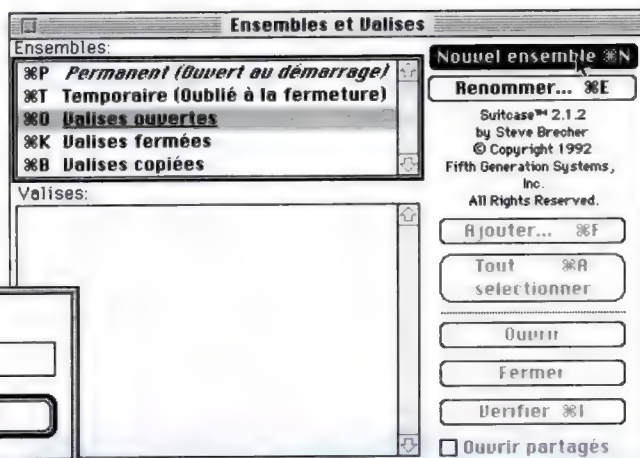 Ensembles et Valises
Ensembles:
⌘P Permanent (Ouvert au démarrage)
⌘T Temporaire (Oublié à la fermeture)
⌘O Valises ouvertes
⌘K Valises fermées
⌘B Valises copiées
Valises:
Nouvel ensemble ⌘N
Renommer... ⌘E
Suitcase™ 2.1.2
by Steve Brecher
© Copyright 1992
Fifth Generation Systems,
Inc.
All Rights Reserved.
Ajouter... ⌘F
Tout ⌘A
selectionner
Ouvrir
Fermer
Verifier ⌘I
Ouvrir partagés